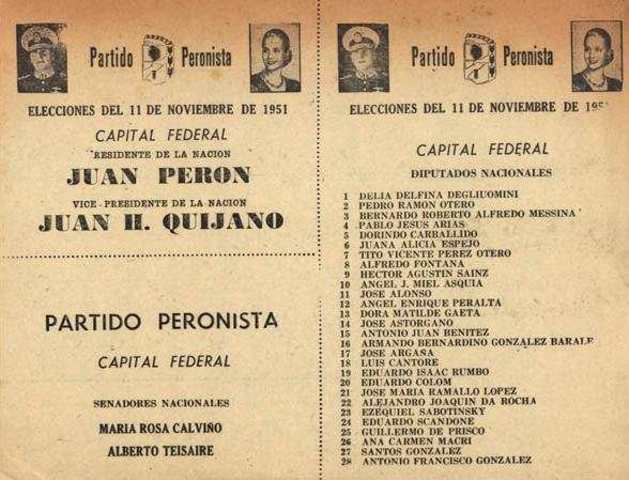 Partido Peronista
ELECCIONES DEL 11 DE NOVIEMBRE DE 1951
CAPITAL FEDERAL
RESIDENTE DE LA NACION
JUAN PERON
VICE-PRESIDENTE DE LA NACION
JUAN H. QUIJANO
PARTIDO PERONISTA
CAPITAL FEDERAL
SENADORES NACIONALES
MARIA ROSA CALVIÑO
ALBERTO TEISAIRE
Partido Peronista
ELECCIONES DEL 11 DE NOVIEMBRE DE 195
CAPITAL FEDERAL
DIPUTADOS NACIONALES
1 DELIA DELFINA DEGLIUOMINI
2 PEDRO RAMON OTERO
3 BERNARDO ROBERTO ALFREDO MESSINA
4 PABLO JESUS ARIAS
5 DORINDO CARBALLIDO
6 JUANA ALICIA ESPEJO
7 TITO VICENTE PEREZ OTERO
8 ALFREDO FONTANA
9 HECTOR AGUSTIN SAINZ
10 ANGEL J. MIEL ASQUIA
11 JOSE ALONSO
12 ANGEL ENRIQUE PERALTA
13 DORA MATILDE GAETA
14 JOSE ASTORGANO
15 ANTONIO JUAN BENITEZ
16 ARMANDO BERNARDINO GONZALEZ BARALE
17 JOSE ARGAÑA
18 LUIS CANTORE
19 EDUARDO ISAAC RUMBO
20 EDUARDO COLOM
21 JOSE MARIA RAMALLO LOPEZ
22 ALEJANDRO JOAQUIN DA ROCHA
23 EZEQUIEL SABOTINSKY
24 EDUARDO SCANDONE
25 GUILLERMO DE PRISCO
26 ANA CARMEN MACRI
27 SANTOS GONZALEZ
28 ANTONIO FRANCISCO GONZALEZ